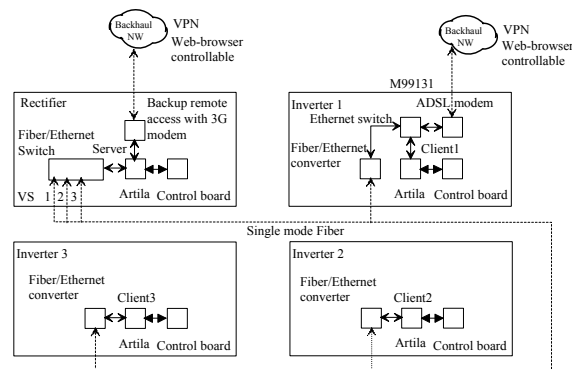 Backhaul
NW
VPN
Web-browser
controllable
Backhaul
NW
VPN
Web-browser
controllable
M99131
Rectifier
Backup remote
access with 3G
modem
Fiber/Ethernet
Switch
Server
VS 1 2 3
Artila
Control board
Inverter 1
ADSL modem
Ethernet switch
Fiber/Ethernet
converter
Client1
Artila
Control board
Single mode Fiber
Inverter 3
Fiber/Ethernet
converter
Client3
Artila
Control board
Inverter 2
Fiber/Ethernet
converter
Client2
Artila
Control board